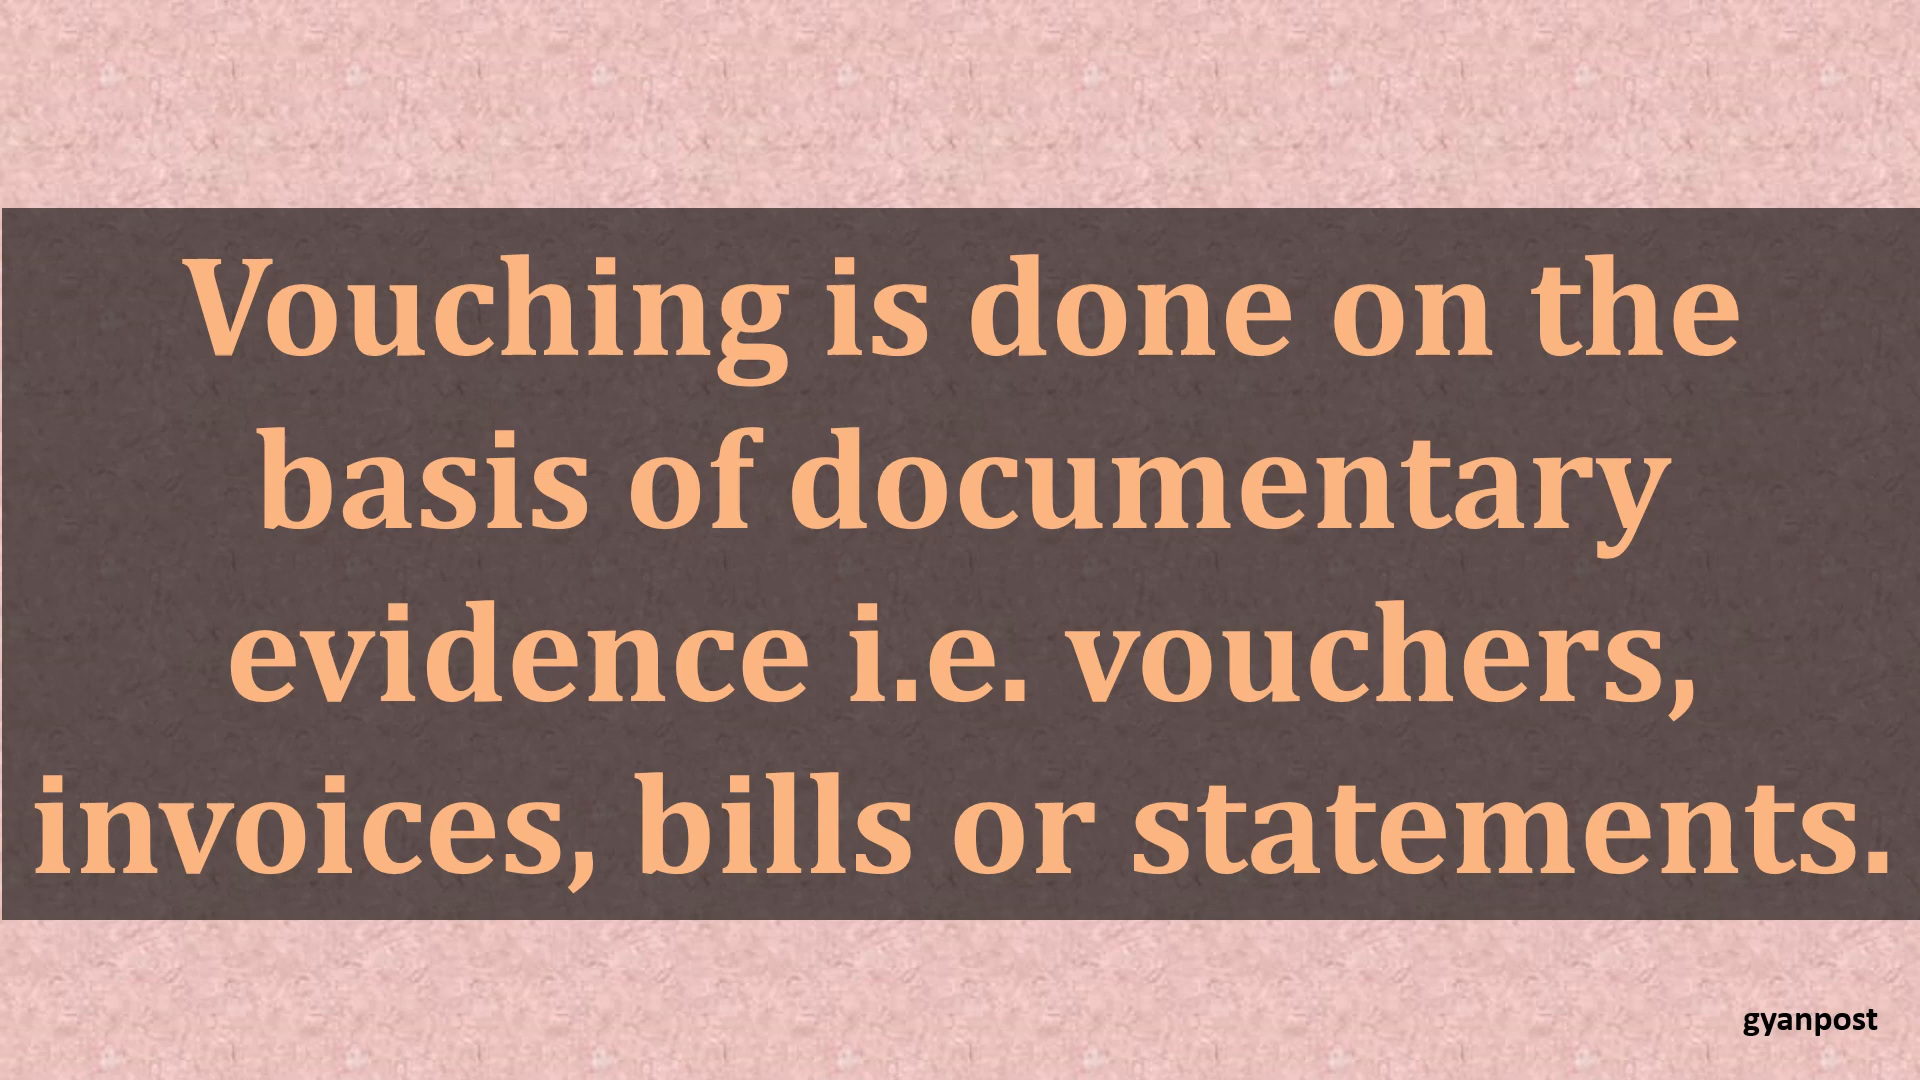 Vouching is done on the
basis of documentary
evidence i.e. vouchers,
invoices, bills or statements.
gyanpost